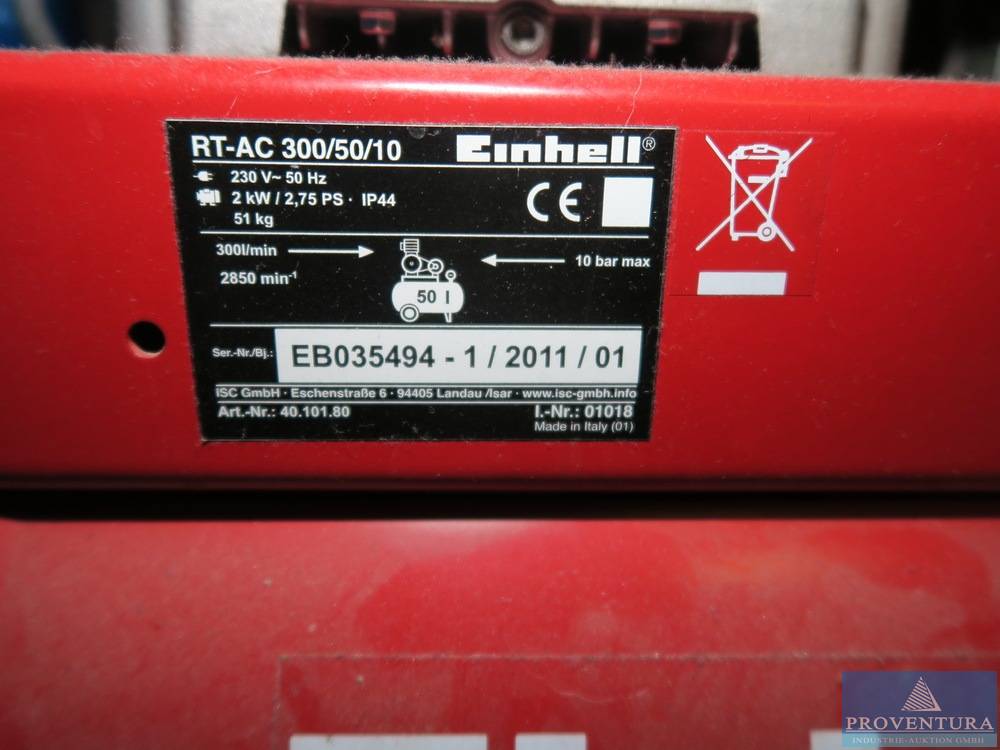 RT-AC 300/50/10 Einhell®
230 V~ 50 Hz
2 kW / 2,75 PS · IP44
CE
51 kg
300l/min
10 bar max
2850 min⁻¹
50 l
Ser.-Nr./Bj.: EB035494 - 1 / 2011 / 01
ISC GmbH · Eschenstraße 6 · 94405 Landau /Isar · www.isc-gmbh.info
Art.-Nr.: 40.101.80 I.-Nr.: 01018
Made in Italy (01)
PROVENTURA
INDUSTRIE-AUKTION GMBH